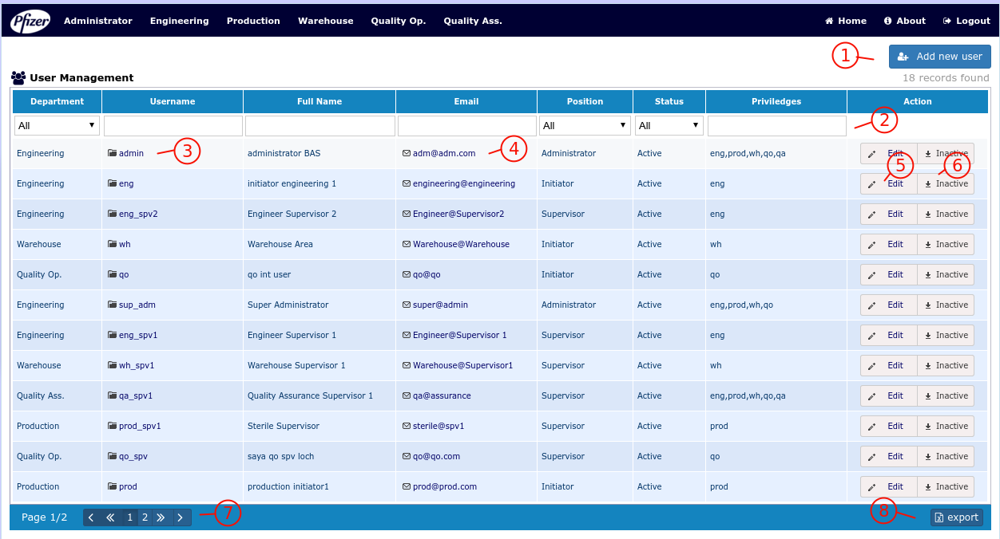 Pfizer Administrator Engineering Production Warehouse Quality Op. Quality Ass. Home About Logout
1 Add new user
User Management 18 records found
Department Username Full Name Email Position Status Priviledges Action
All All All 2
Engineering admin 3 administrator BAS adm@adm.com 4 Administrator Active eng,prod,wh,qo,qa Edit Inactive
5 6
Engineering eng initiator engineering 1 engineering@engineering Initiator Active eng Edit Inactive
Engineering eng_spv2 Engineer Supervisor 2 Engineer@Supervisor2 Supervisor Active eng Edit Inactive
Warehouse wh Warehouse Area Warehouse@Warehouse Initiator Active wh Edit Inactive
Quality Op. qo qo int user qo@qo Initiator Active qo Edit Inactive
Engineering sup_adm Super Administrator super@admin Administrator Active eng,prod,wh,qo Edit Inactive
Engineering eng_spv1 Engineer Supervisor 1 Engineer@Supervisor 1 Supervisor Active eng Edit Inactive
Warehouse wh_spv1 Warehouse Supervisor 1 Warehouse@Supervisor1 Supervisor Active wh Edit Inactive
Quality Ass. qa_spv1 Quality Assurance Supervisor 1 qa@assurance Supervisor Active eng,prod,wh,qo,qa Edit Inactive
Production prod_spv1 Sterile Supervisor sterile@spv1 Supervisor Active prod Edit Inactive
Quality Op. qo_spv saya qo spv loch qo@qo.com Supervisor Active qo Edit Inactive
Production prod production initiator1 prod@prod.com Initiator Active prod Edit Inactive
Page 1/2 1 2 7 8 export